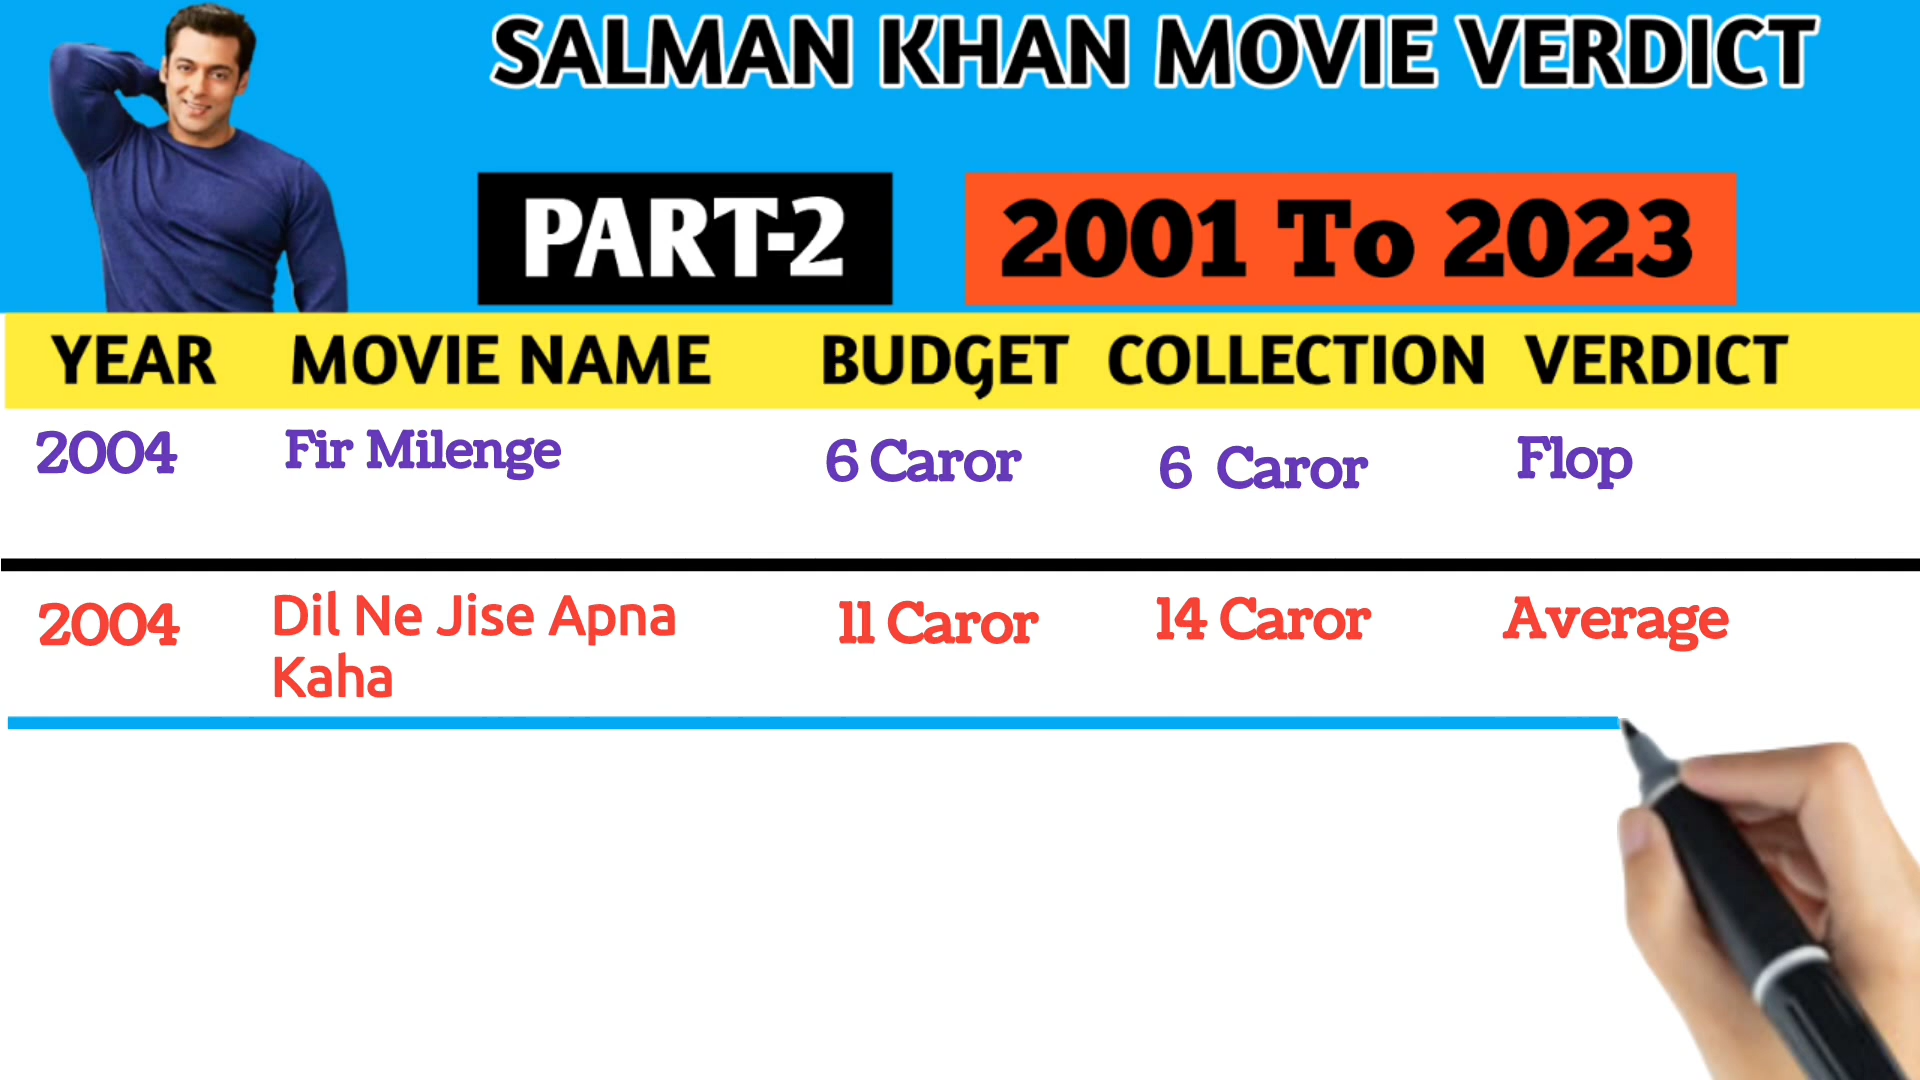 SALMAN KHAN MOVIE VERDICT
PART-2 2001 To 2023
YEAR MOVIE NAME BUDGET COLLECTION VERDICT
2004 Fir Milenge 6 Caror 6 Caror Flop
2004 Dil Ne Jise Apna 11 Caror 14 Caror Average
Kaha